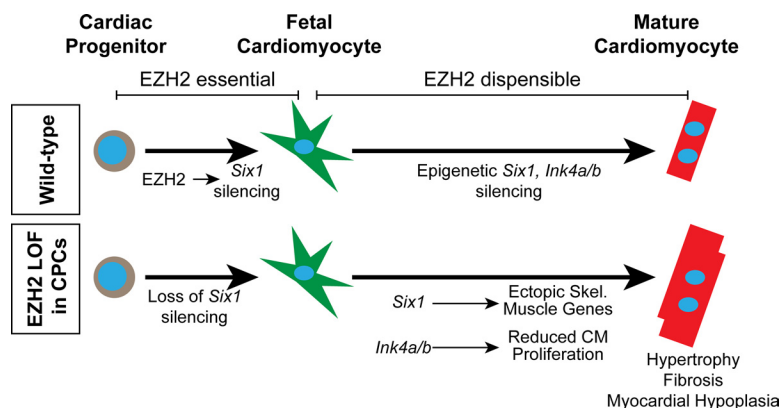 Cardiac Progenitor
Fetal Cardiomyocyte
Mature Cardiomyocyte
EZH2 essential
EZH2 dispensible
Wild-type
EZH2
Six1 silencing
Epigenetic Six1, Ink4a/b silencing
EZH2 LOF in CPCs
Loss of Six1 silencing
Six1
Ectopic Skel. Muscle Genes
Ink4a/b
Reduced CM Proliferation
Hypertrophy
Fibrosis
Myocardial Hypoplasia